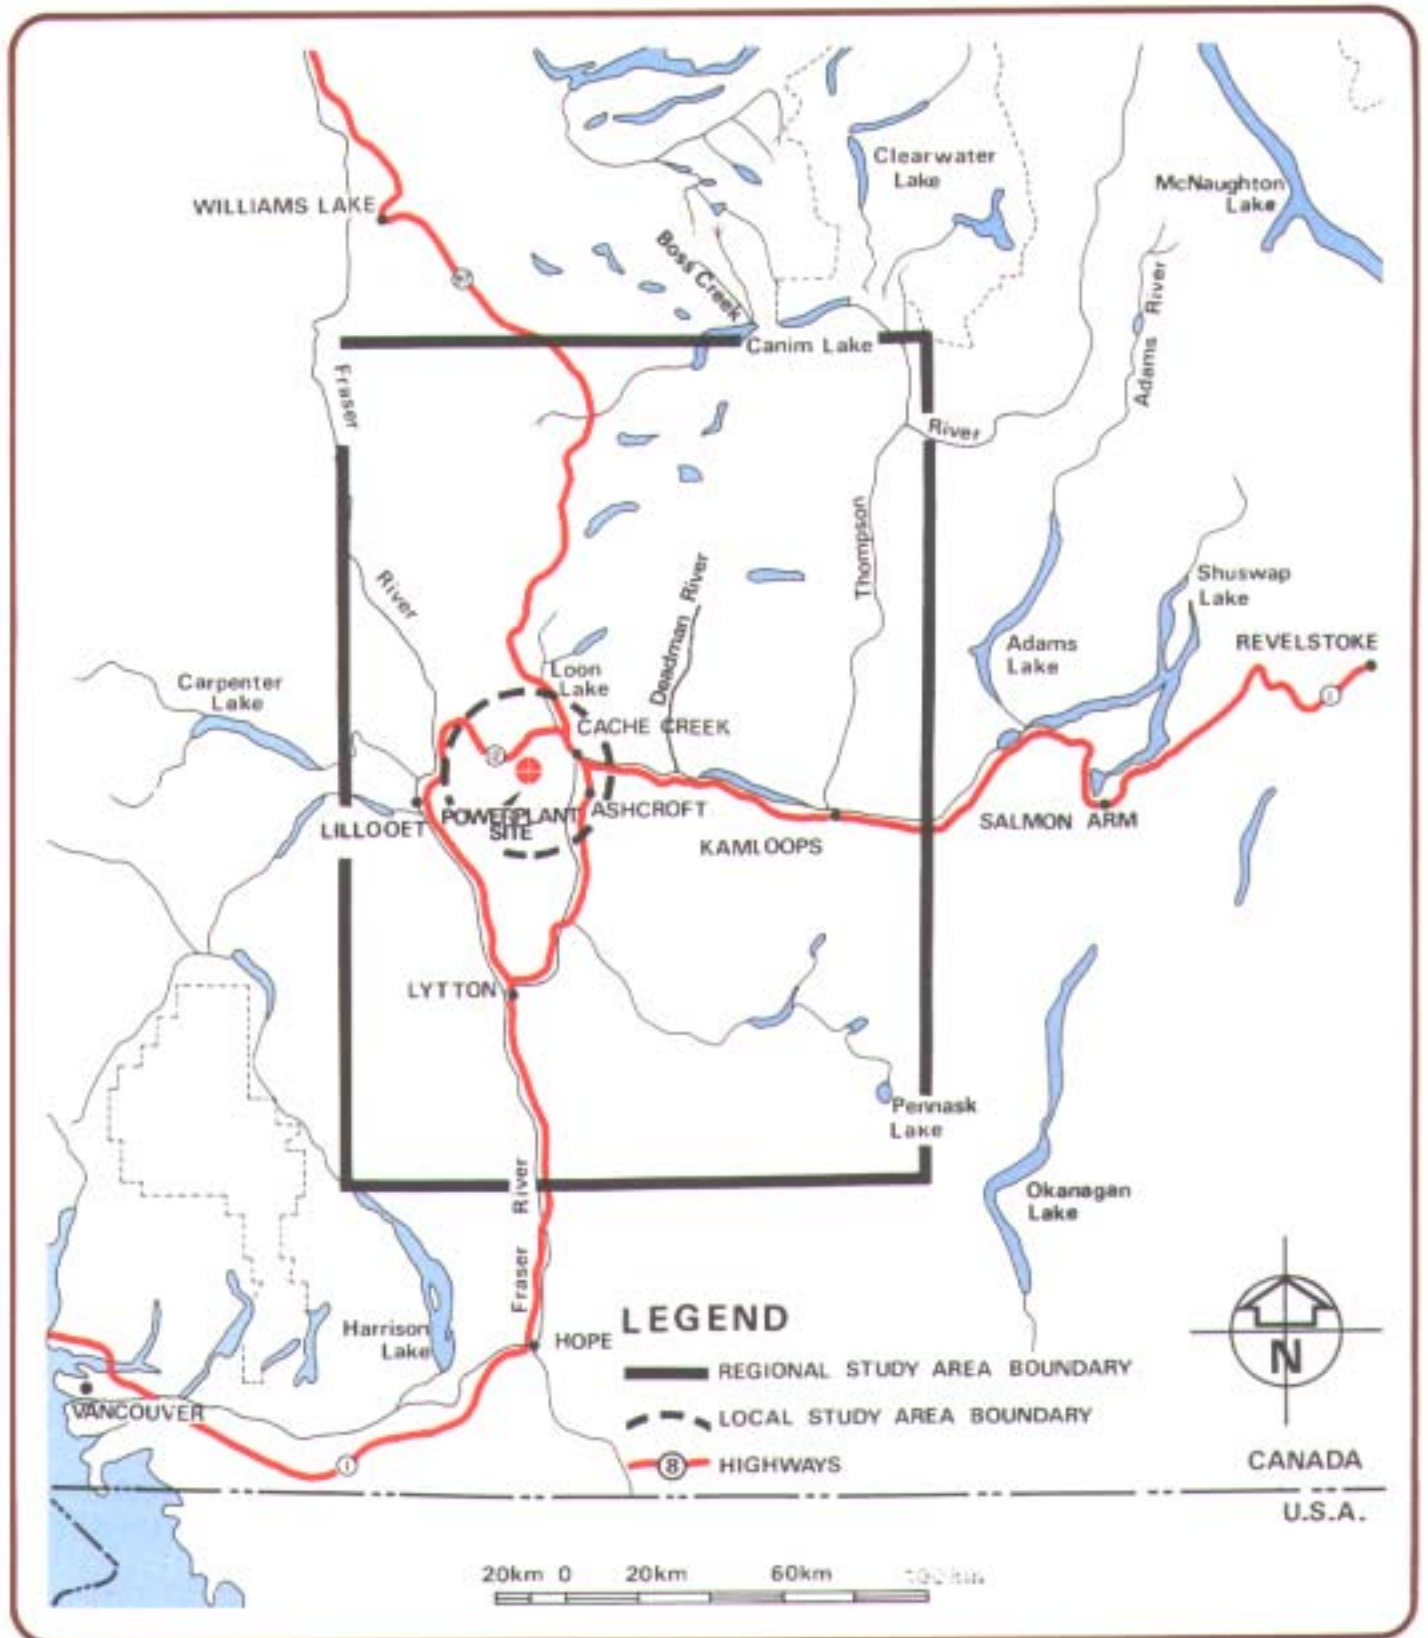 Clearwater
Lake
McNaughton
Lake
WILLIAMS LAKE
Boss Creek
Adams River
Canim Lake
Fraser
River
River
Thompson
Deadman River
Shuswap
Lake
REVELSTOKE
Adams
Lake
Loon
Lake
Carpenter
Lake
1
CACHE CREEK
LILLOOET
POWERPLANT
SITE
ASHCROFT
KAMLOOPS
SALMON ARM
LYTTON
Pennask
Lake
Okanagan
Lake
Fraser River
Harrison
Lake
HOPE
VANCOUVER
1
LEGEND
REGIONAL STUDY AREA BOUNDARY
LOCAL STUDY AREA BOUNDARY
8 HIGHWAYS
N
CANADA
U.S.A.
20km 0 20km 60km 100km